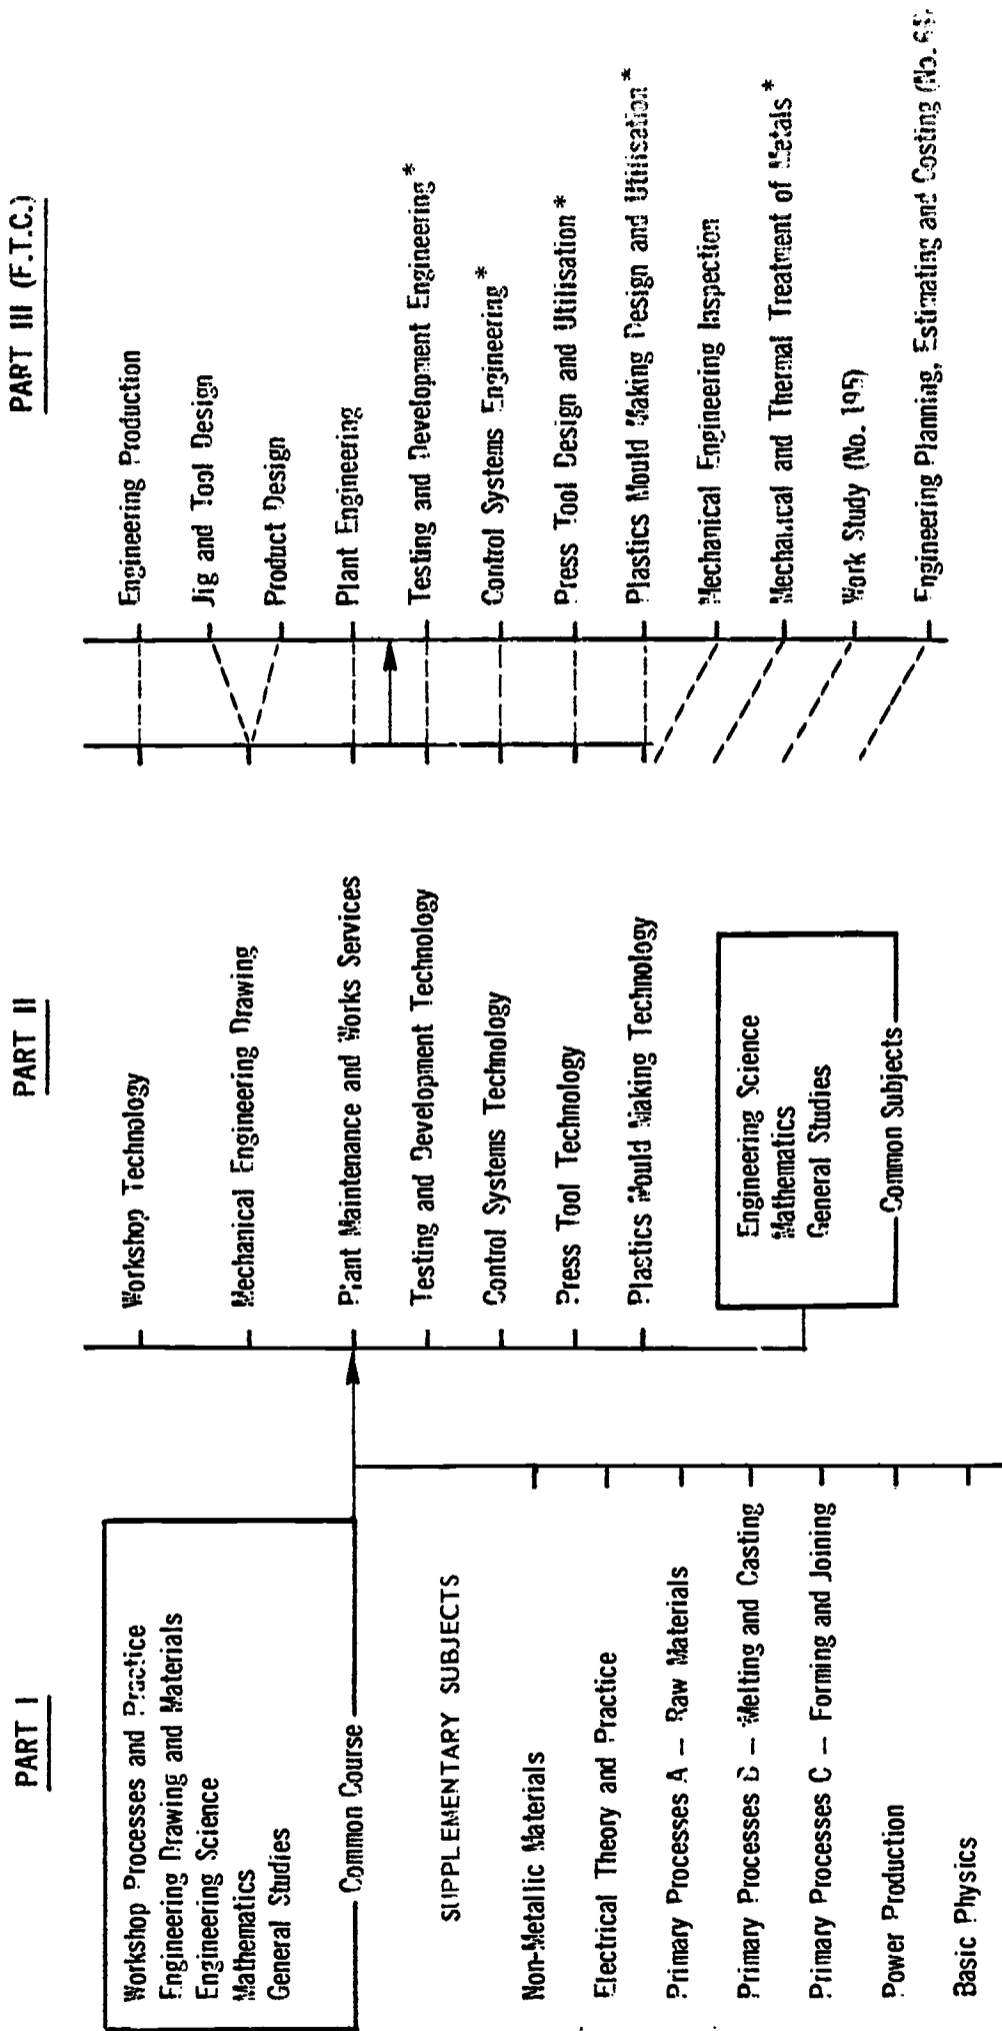 PART I
Workshop Processes and Practice
Engineering Drawing and Materials
Engineering Science
Mathematics
General Studies
Common Course
SUPPLEMENTARY SUBJECTS
Non-Metallic Materials
Electrical Theory and Practice
Primary Processes A – Raw Materials
Primary Processes B – Melting and Casting
Primary Processes C – Forming and Joining
Power Production
Basic Physics
PART II
Workshop Technology
Mechanical Engineering Drawing
Plant Maintenance and Works Services
Testing and Development Technology
Control Systems Technology
Press Tool Technology
Plastics Mould Making Technology
Engineering Science
Mathematics
General Studies
Common Subjects
PART III (F.T.C.)
Engineering Production
Jig and Tool Design
Product Design
Plant Engineering
Testing and Development Engineering*
Control Systems Engineering*
Press Tool Design and Utilisation*
Plastics Mould Making Design and Utilisation*
Mechanical Engineering Inspection
Mechanical and Thermal Treatment of Metals*
Work Study (No. 195)
Engineering Planning, Estimating and Costing (No.